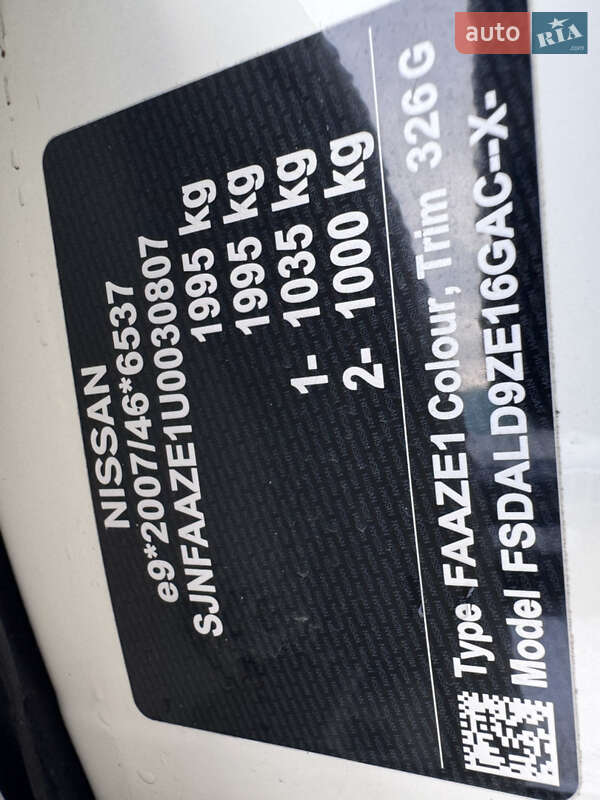 auto RIA.com
NISSAN
e9*2007/46*6537
SJNFAAZE1U0030807
1995 kg
1995 kg
1- 1035 kg
2- 1000 kg
Type FAAZE1 Colour, Trim 326 G
Model FSDALD9ZE16GAC--X-